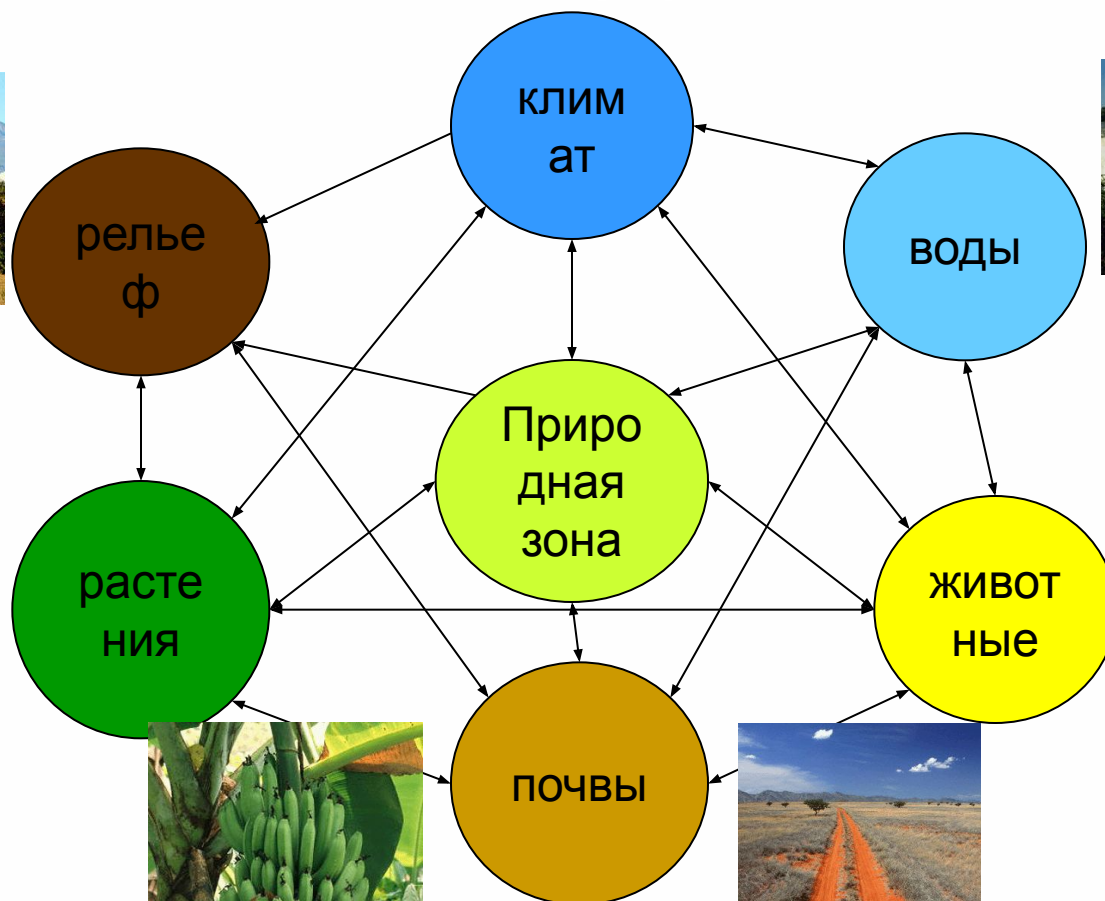 клим
ат
релье
ф
воды
Приро
дная
зона
расте
ния
живот
ные
почвы